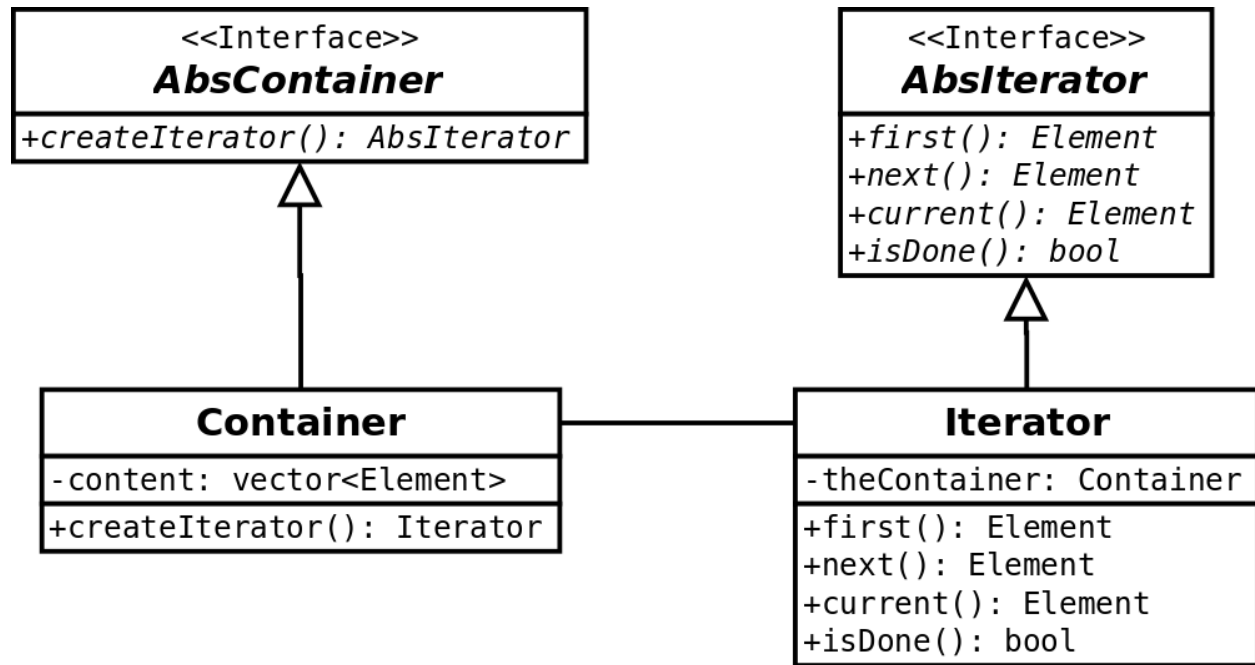 <<Interface>>
AbsContainer
+createIterator(): AbsIterator
<<Interface>>
AbsIterator
+first(): Element
+next(): Element
+current(): Element
+isDone(): bool
Container
-content: vector<Element>
+createIterator(): Iterator
Iterator
-theContainer: Container
+first(): Element
+next(): Element
+current(): Element
+isDone(): bool